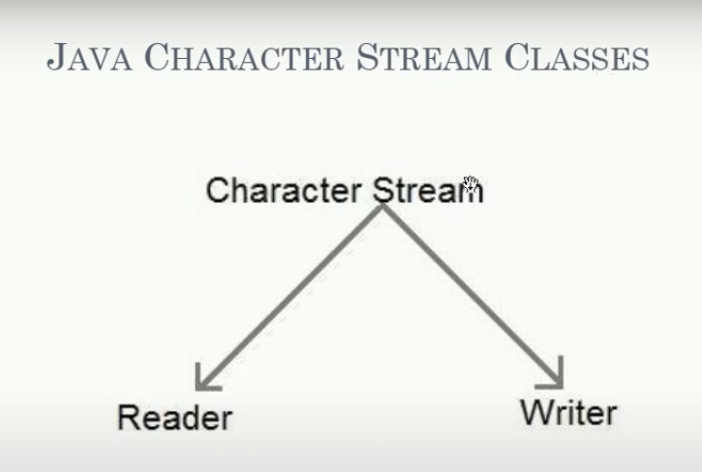 JAVA CHARACTER STREAM CLASSES
Character Stream
Reader
Writer